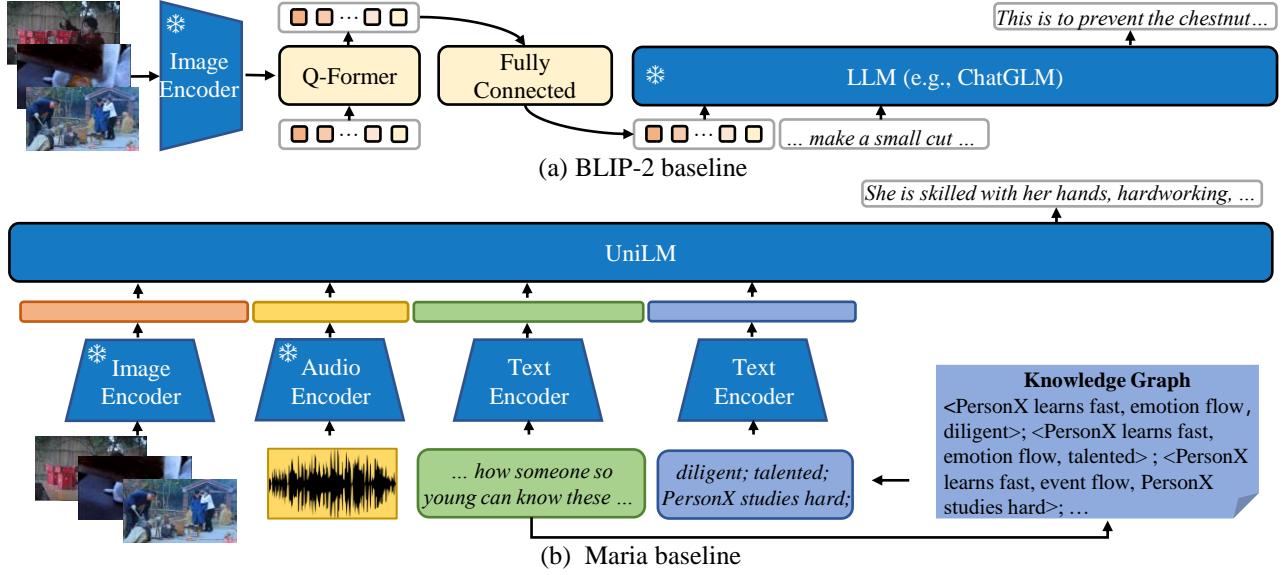 This is to prevent the chestnut…
Image
Encoder
Q-Former
Fully
Connected
LLM (e.g., ChatGLM)
… make a small cut …
(a) BLIP-2 baseline
She is skilled with her hands, hardworking, …
UniLM
Image
Encoder
Audio
Encoder
Text
Encoder
Text
Encoder
… how someone so
young can know these …
diligent; talented;
PersonX studies hard;
Knowledge Graph
<PersonX learns fast, emotion flow,
diligent>; <PersonX learns fast,
emotion flow, talented> ; <PersonX
learns fast, event flow, PersonX
studies hard>; …
(b) Maria baseline